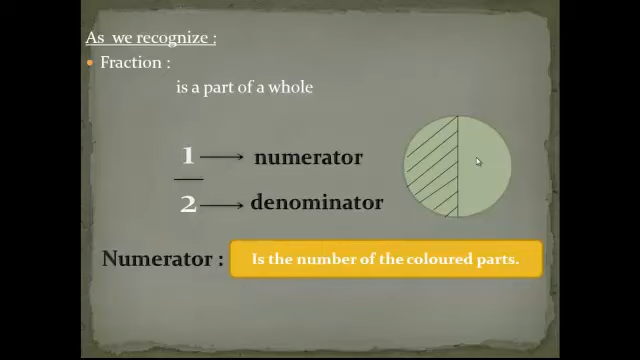 As we recognize :
• Fraction :
is a part of a whole
1 → numerator
2 → denominator
Numerator : Is the number of the coloured parts.